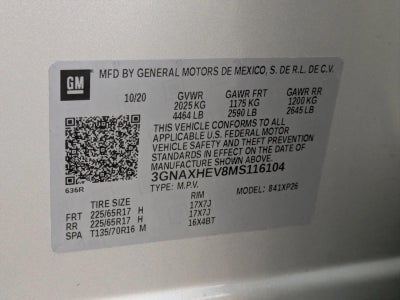 GM MFD BY GENERAL MOTORS DE MEXICO, S. DE R.L. DE C.V.
10/20 GVWR GAWR FRT GAWR RR
2025 KG 1175 KG 1200 KG
4464 LB 2590 LB 2645 LB
THIS VEHICLE CONFORMS TO ALL
APPLICABLE U.S. FEDERAL MOTOR
VEHICLE SAFETY AND THEFT PREVENTION
STANDARDS IN EFFECT ON THE DATE OF
MANUFACTURE SHOWN ABOVE.
636R
3GNAXHEV8MS116104
TYPE: M.P.V. MODEL: 841XP26
TIRE SIZE RIM
FRT 225/65R17 H 17X7J
RR 225/65R17 H 17X7J
SPA T135/70R16 M 16X4BT